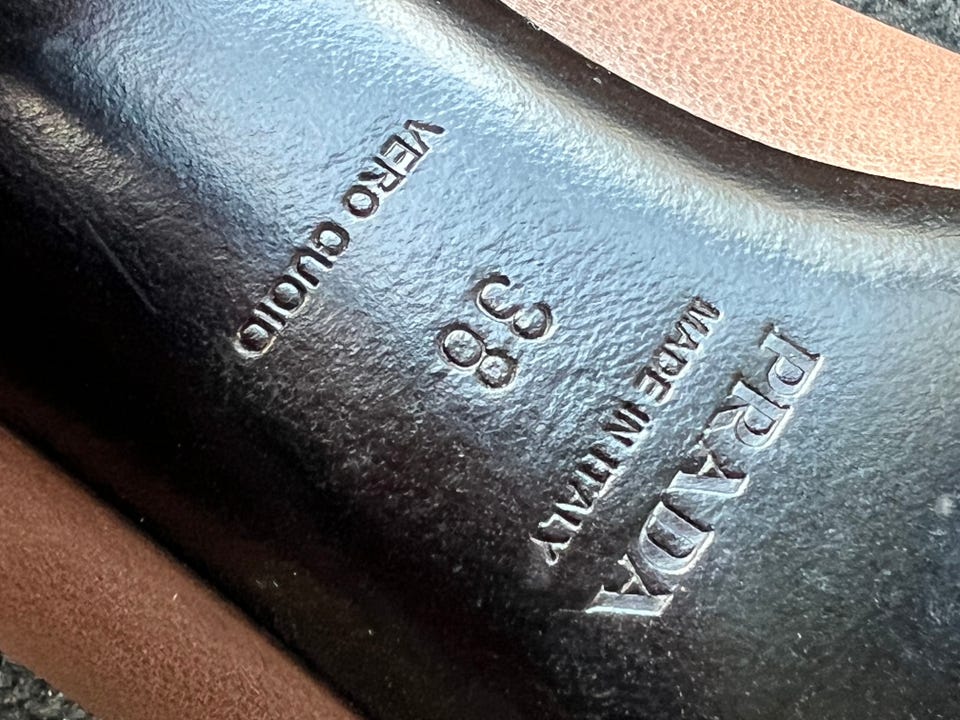 PRADA
MADE IN ITALY
38
VERO CUOIO